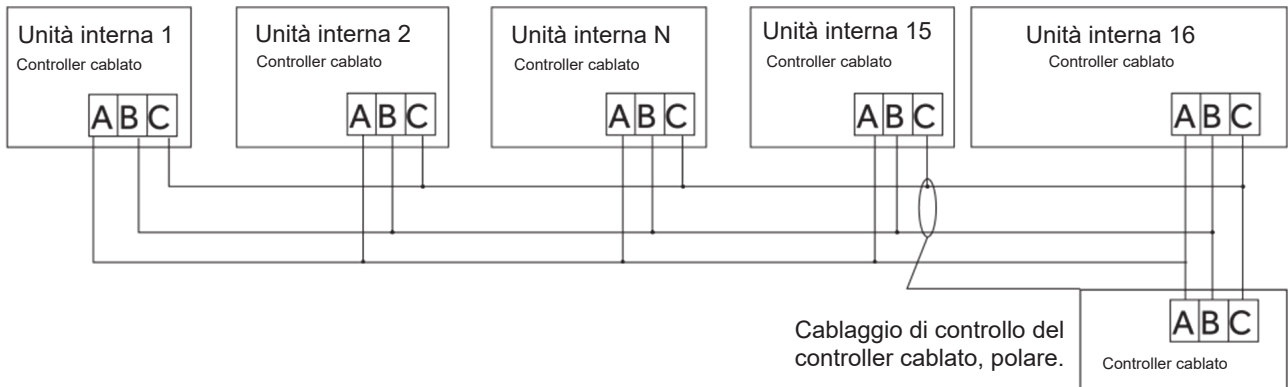 Unità interna 1
Controller cablato
A B C
Unità interna 2
Controller cablato
A B C
Unità interna N
Controller cablato
A B C
Unità interna 15
Controller cablato
A B C
Unità interna 16
Controller cablato
A B C
Cablaggio di controllo del
controller cablato, polare.
A B C
Controller cablato